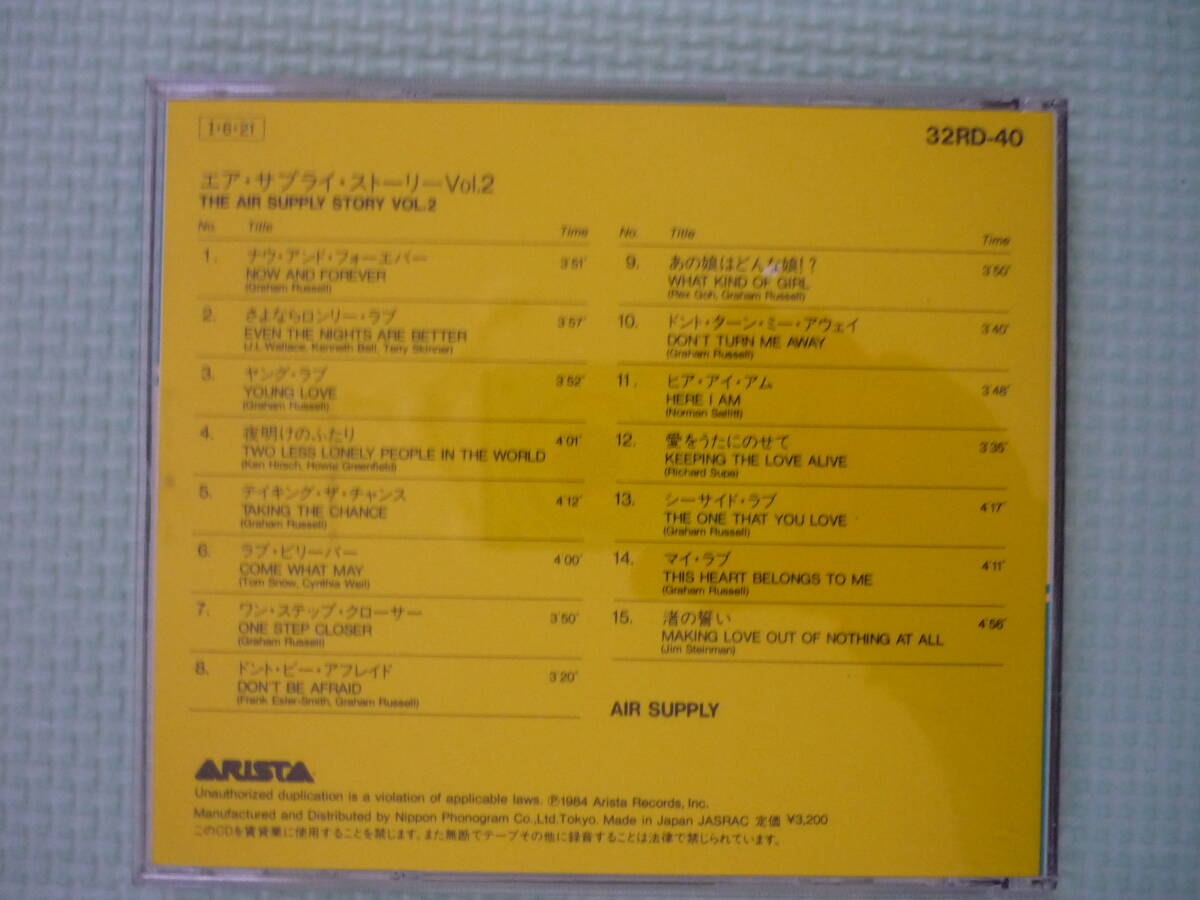 I・6・21
32RD-40
エア・サプライ・ストーリーVol.2
THE AIR SUPPLY STORY VOL.2
No. Title Time
1. ナウ・アンド・フォーエバー 3'51"
NOW AND FOREVER
(Graham Russell)
2. さよならロンリー・ラブ 3'57"
EVEN THE NIGHTS ARE BETTER
(J.L Wallace, Kenneth Bell, Terry Skinner)
3. ヤング・ラブ 3'52"
YOUNG LOVE
(Graham Russell)
4. 夜明けのふたり 4'01"
TWO LESS LONELY PEOPLE IN THE WORLD
(Ken Hirsch, Howie Greenfield)
5. テイキング・ザ・チャンス 4'12"
TAKING THE CHANCE
(Graham Russell)
6. ラブ・ビリーバー 4'00"
COME WHAT MAY
(Tom Snow, Cynthia Weil)
7. ワン・ステップ・クローサー 3'50"
ONE STEP CLOSER
(Graham Russell)
8. ドント・ビー・アフレイド 3'20"
DON'T BE AFRAID
(Frank Esler-Smith, Graham Russell)
No. Title Time
9. あの娘はどんな娘!? 3'50"
WHAT KIND OF GIRL
(Rex Goh, Graham Russell)
10. ドント・ターン・ミー・アウェイ 3'40"
DON'T TURN ME AWAY
(Graham Russell)
11. ヒア・アイ・アム 3'48"
HERE I AM
(Norman Sallitt)
12. 愛をうたにのせて 3'35"
KEEPING THE LOVE ALIVE
(Richard Supa)
13. シーサイド・ラブ 4'17"
THE ONE THAT YOU LOVE
(Graham Russell)
14. マイ・ラブ 4'11"
THIS HEART BELONGS TO ME
(Graham Russell)
15. 渚の誓い 4'56"
MAKING LOVE OUT OF NOTHING AT ALL
(Jim Steinman)
AIR SUPPLY
ARISTA
Unauthorized duplication is a violation of applicable laws. ℗1984 Arista Records, Inc.
Manufactured and Distributed by Nippon Phonogram Co.,Ltd.Tokyo. Made in Japan JASRAC 定価 ¥3,200
このCDを賃貸業に使用することを禁じます。また無断でテープその他に録音することは法律で禁じられています。